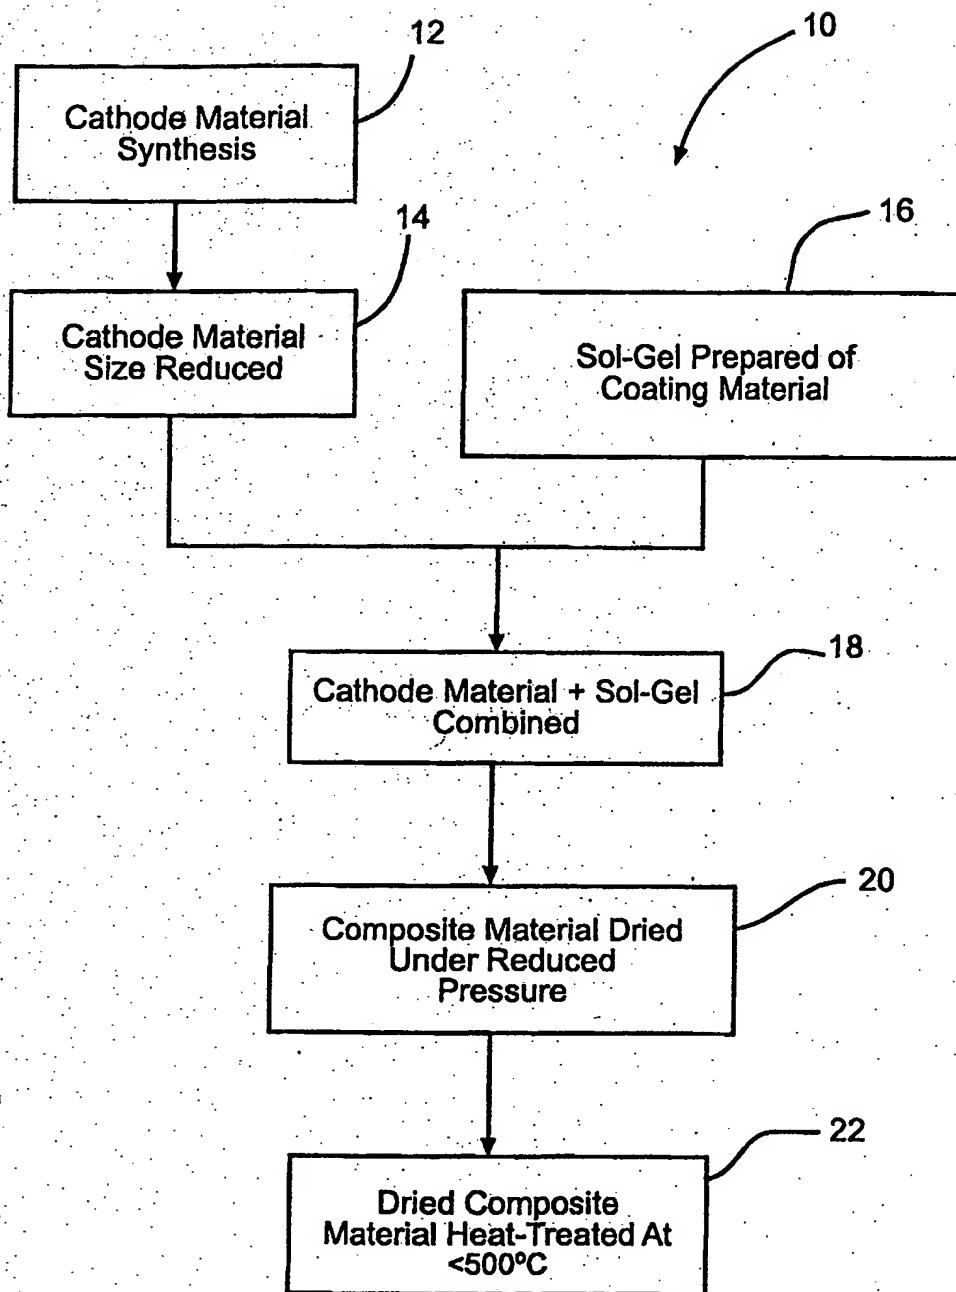 10
12
Cathode Material
Synthesis
14
16
Cathode Material
Size Reduced
Sol-Gel Prepared of
Coating Material
18
Cathode Material + Sol-Gel
Combined
20
Composite Material Dried
Under Reduced
Pressure
22
Dried Composite
Material Heat-Treated At
<500°C